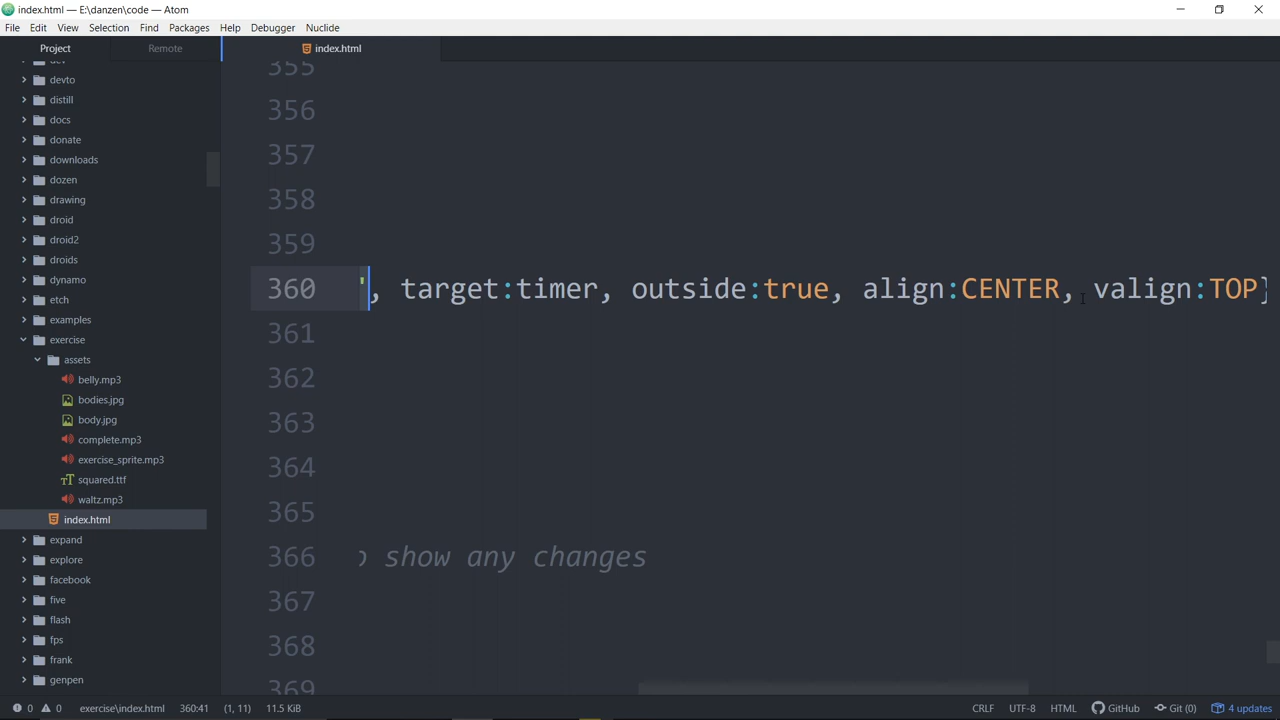 index.html — E:\danzen\code — Atom
File Edit View Selection Find Packages Help Debugger Nuclide
Project Remote index.html
dev
devto
distill
docs
donate
downloads
dozen
drawing
droid
droid2
droids
dynamo
etch
examples
exercise
assets
belly.mp3
bodies.jpg
body.jpg
complete.mp3
exercise_sprite.mp3
squared.ttf
waltz.mp3
index.html
expand
explore
facebook
five
flash
fps
frank
genpen
355
356
357
358
359
360 ', target:timer, outside:true, align:CENTER, valign:TOP}
361
362
363
364
365
366 o show any changes
367
368
369
0 0 exercise\index.html 360:41 (1, 11) 11.5 KiB CRLF UTF-8 HTML GitHub Git (0) 4 updates